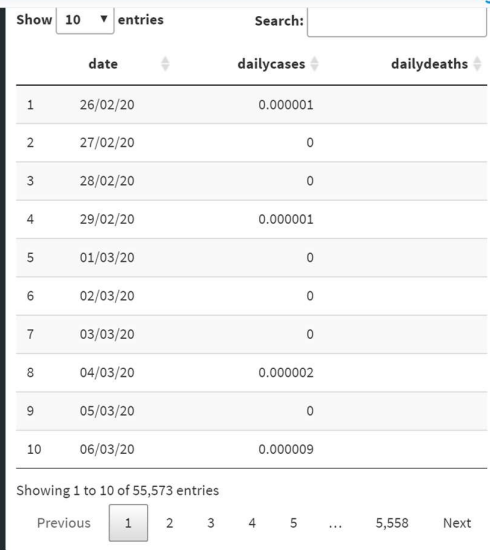 Show 10 entries Search:
date dailycases dailydeaths
1 26/02/20 0.000001
2 27/02/20 0
3 28/02/20 0
4 29/02/20 0.000001
5 01/03/20 0
6 02/03/20 0
7 03/03/20 0
8 04/03/20 0.000002
9 05/03/20 0
10 06/03/20 0.000009
Showing 1 to 10 of 55,573 entries
Previous 1 2 3 4 5 ... 5,558 Next